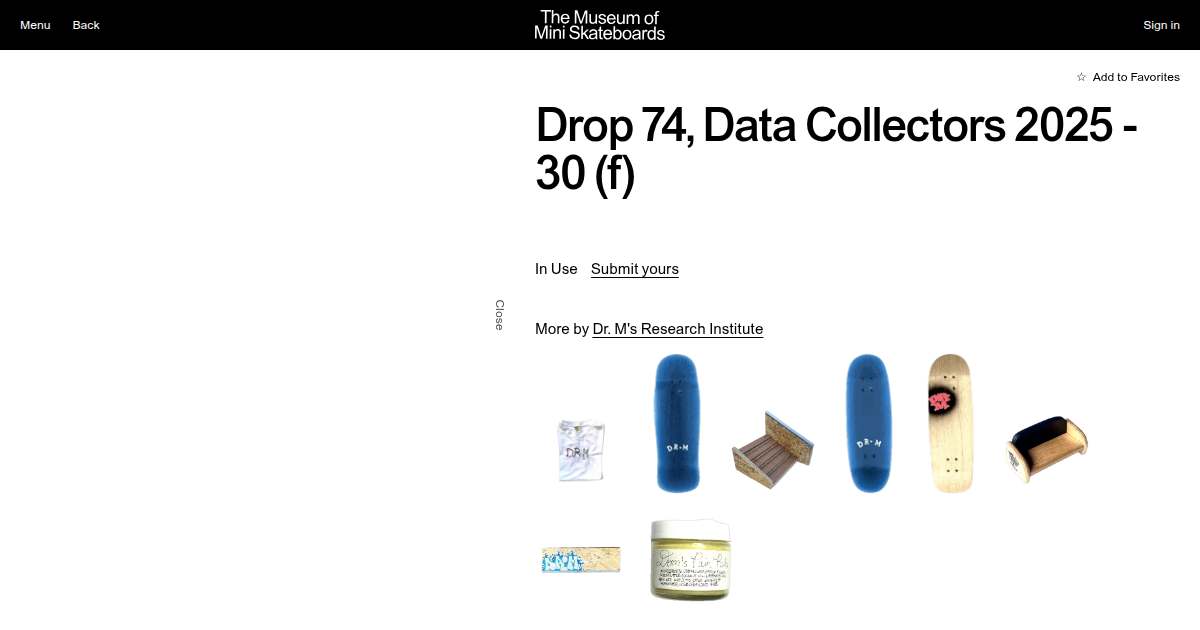 Menu
Back
The Museum of
Mini Skateboards
Sign in
☆ Add to Favorites
Drop 74, Data Collectors 2025 -
30 (f)
In Use
Submit yours
Close
More by Dr. M's Research Institute
DR M
DR•M
DR•M